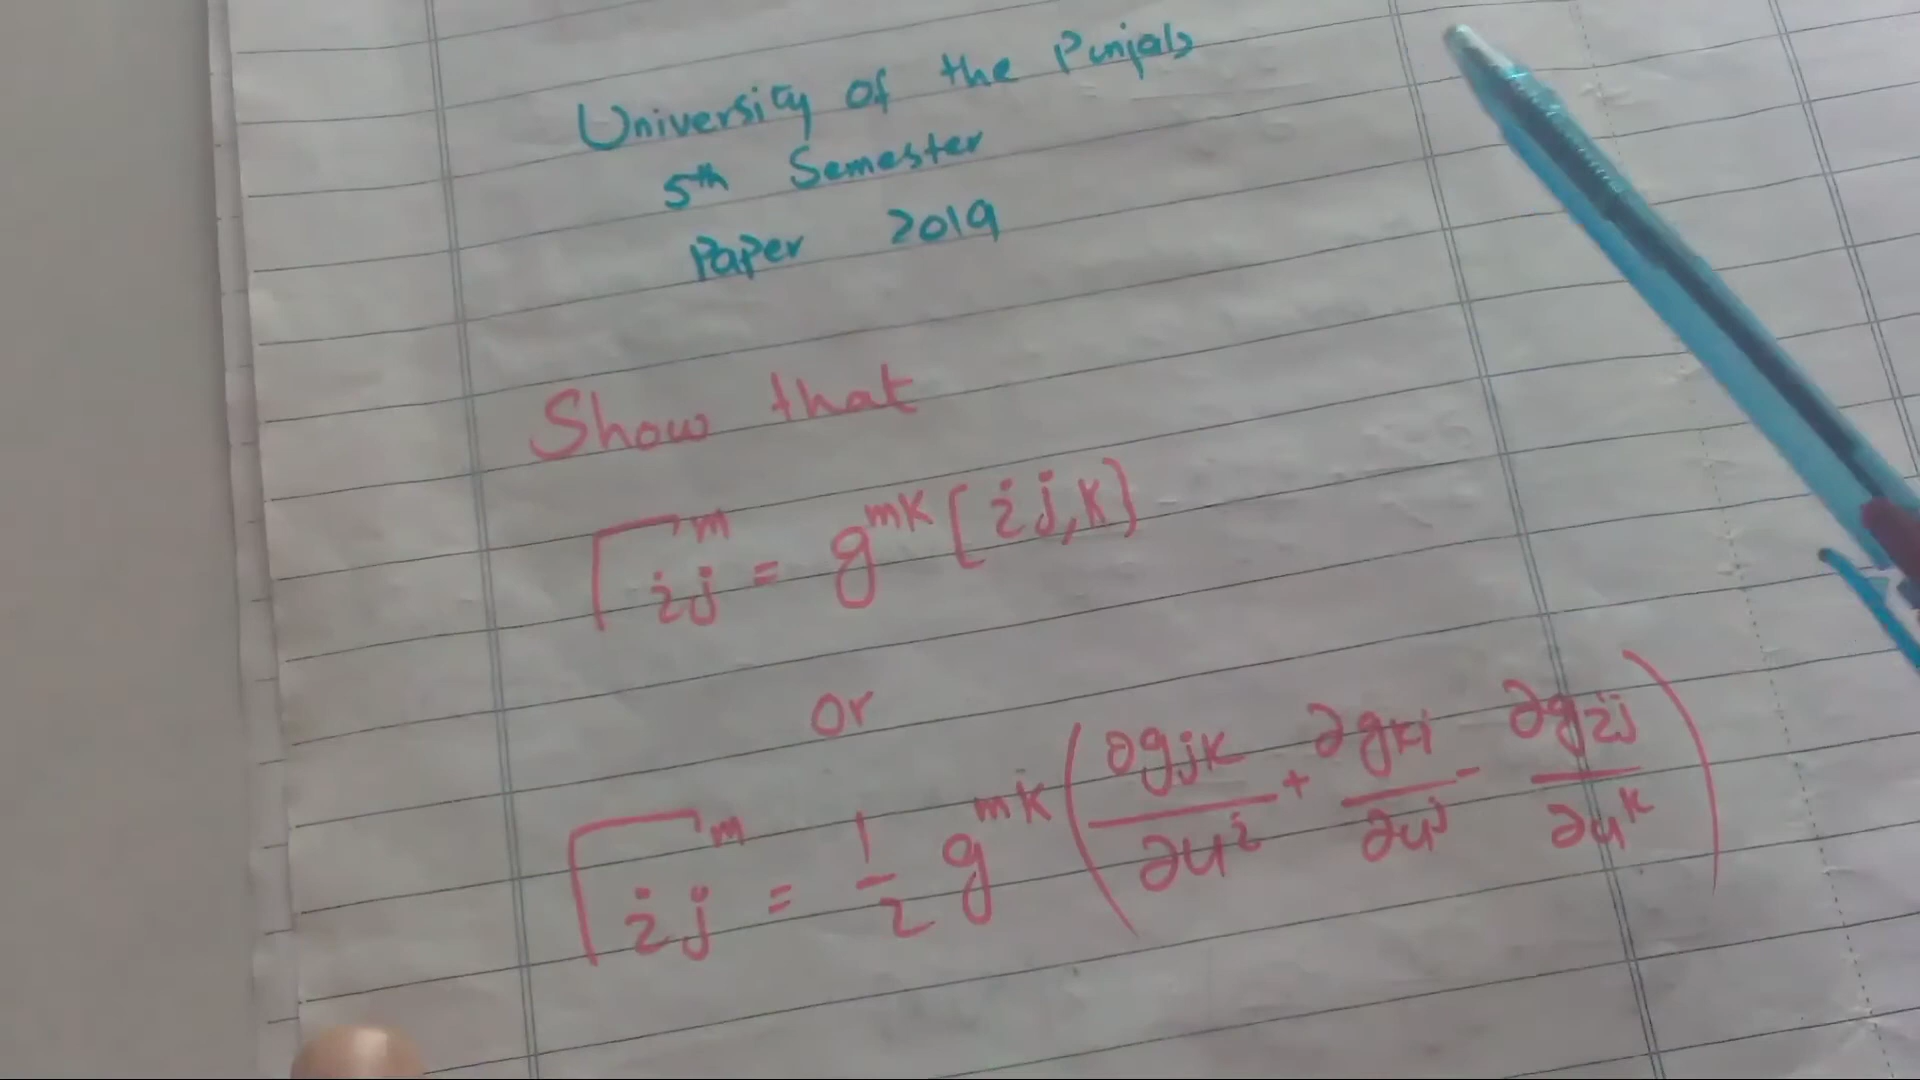 University of the Punjab
5th Semester
Paper 2019
Show that
Γ^m_ij = g^mk [ij,k]
or
Γ^m_ij = 1/2 g^mk (∂g_jk/∂u^i + ∂g_ki/∂u^j - ∂g_ij/∂u^k)